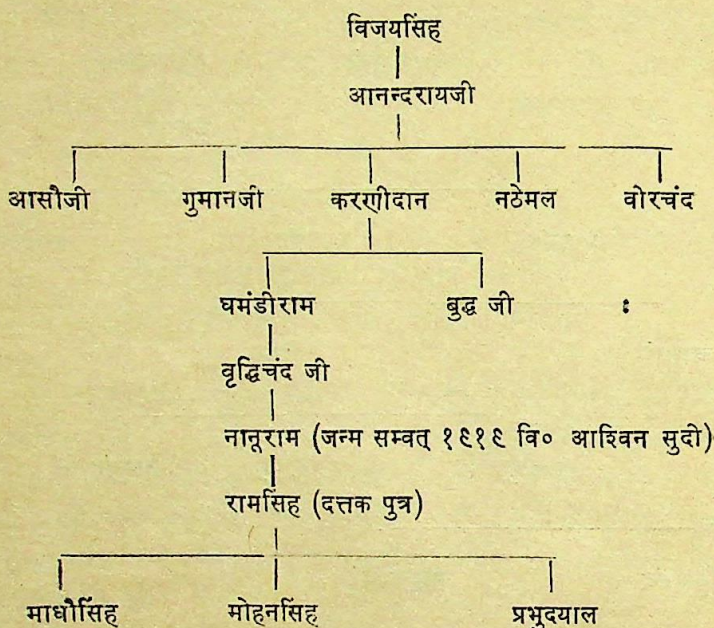 विजयसिंह
आनन्दरायजी
आसौजी गुमानजी करणीदान नठेमल वोरचंद
घमंडीराम बुद्ध जी :
वृद्धिचंद जी
नानूराम (जन्म सम्वत् १९१९ वि० आश्विन सुदी)
रामसिंह (दत्तक पुत्र)
माधौसिंह मोहनसिंह प्रभुदयाल